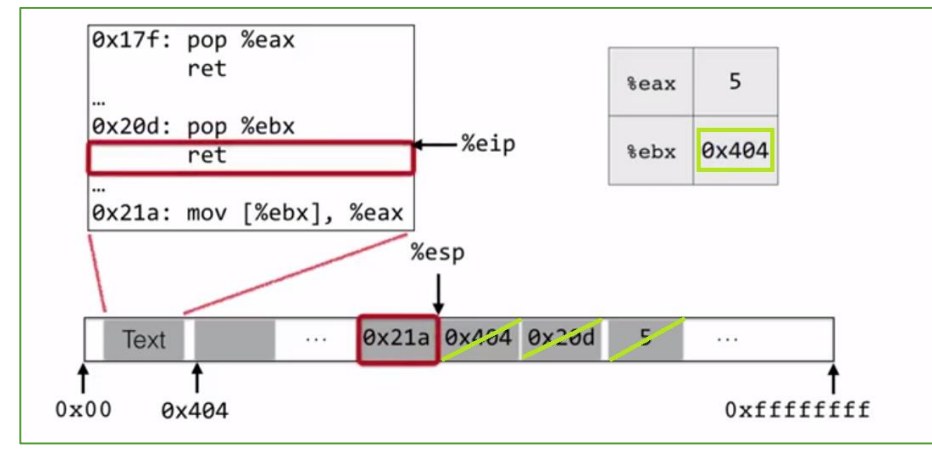 0x17f: pop %eax
ret
…
0x20d: pop %ebx
ret
…
0x21a: mov [%ebx], %eax
%eip
%eax 5
%ebx 0x404
%esp
Text ... 0x21a 0x404 0x20d 5 ...
0x00 0x404 0xffffffff